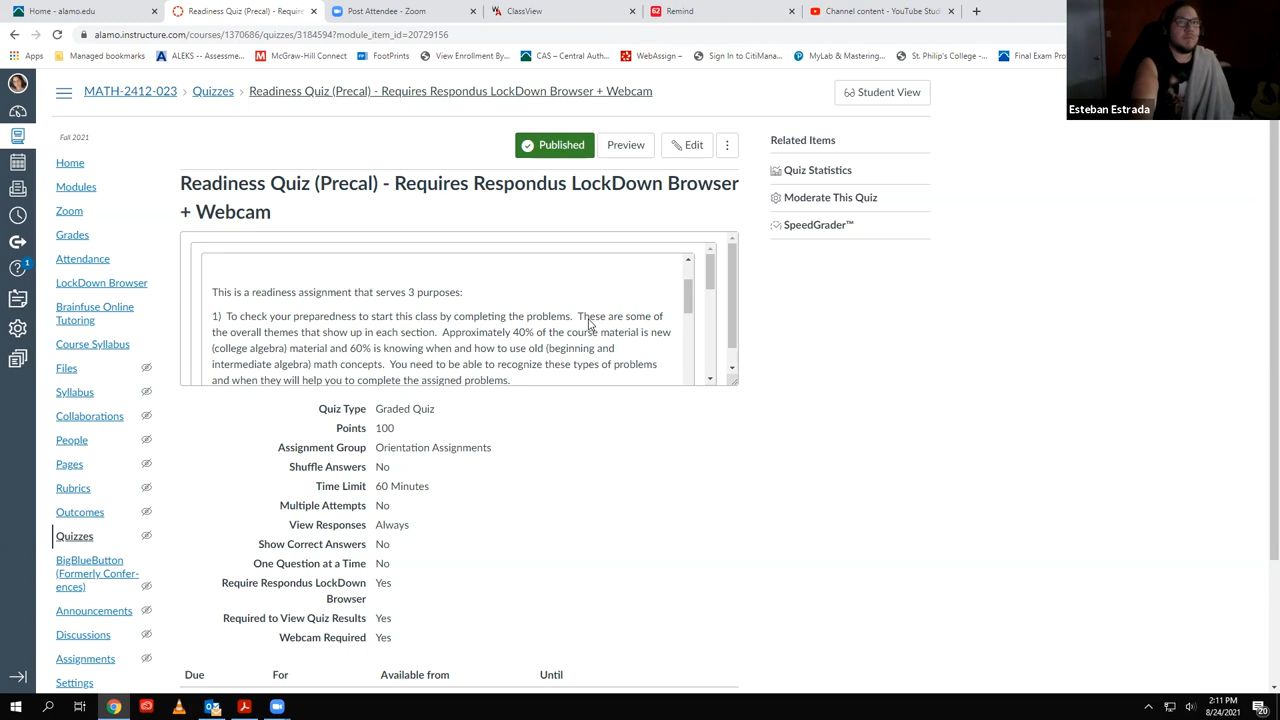 Home - alamo.edu
Readiness Quiz (Precal) - Require
Post Attendee - Zoom
ClassView
62 Remind
Channel content - YouTube Stud
alamo.instructure.com/courses/1370686/quizzes/3184594?module_item_id=20729156
Apps
Managed bookmarks
ALEKS -- Assessme...
McGraw-Hill Connect
FootPrints
View Enrollment By...
CAS – Central Auth...
WebAssign –
Sign In to CitiMana...
MyLab & Mastering...
St. Philip's College -...
Final Exam Pro
Esteban Estrada
MATH-2412-023 › Quizzes › Readiness Quiz (Precal) - Requires Respondus LockDown Browser + Webcam
Student View
Fall 2021
Home
Modules
Zoom
Grades
Attendance
LockDown Browser
Brainfuse Online
Tutoring
Course Syllabus
Files
Syllabus
Collaborations
People
Pages
Rubrics
Outcomes
Quizzes
BigBlueButton
(Formerly Confer-
ences)
Announcements
Discussions
Assignments
Settings
1
Published
Preview
Edit
Readiness Quiz (Precal) - Requires Respondus LockDown Browser
+ Webcam
This is a readiness assignment that serves 3 purposes:
1) To check your preparedness to start this class by completing the problems. These are some of
the overall themes that show up in each section. Approximately 40% of the course material is new
(college algebra) material and 60% is knowing when and how to use old (beginning and
intermediate algebra) math concepts. You need to be able to recognize these types of problems
and when they will help you to complete the assigned problems.
Quiz Type Graded Quiz
Points 100
Assignment Group Orientation Assignments
Shuffle Answers No
Time Limit 60 Minutes
Multiple Attempts No
View Responses Always
Show Correct Answers No
One Question at a Time No
Require Respondus LockDown Yes
Browser
Required to View Quiz Results Yes
Webcam Required Yes
Due For Available from Until
Related Items
Quiz Statistics
Moderate This Quiz
SpeedGrader™
2:11 PM
8/24/2021
20